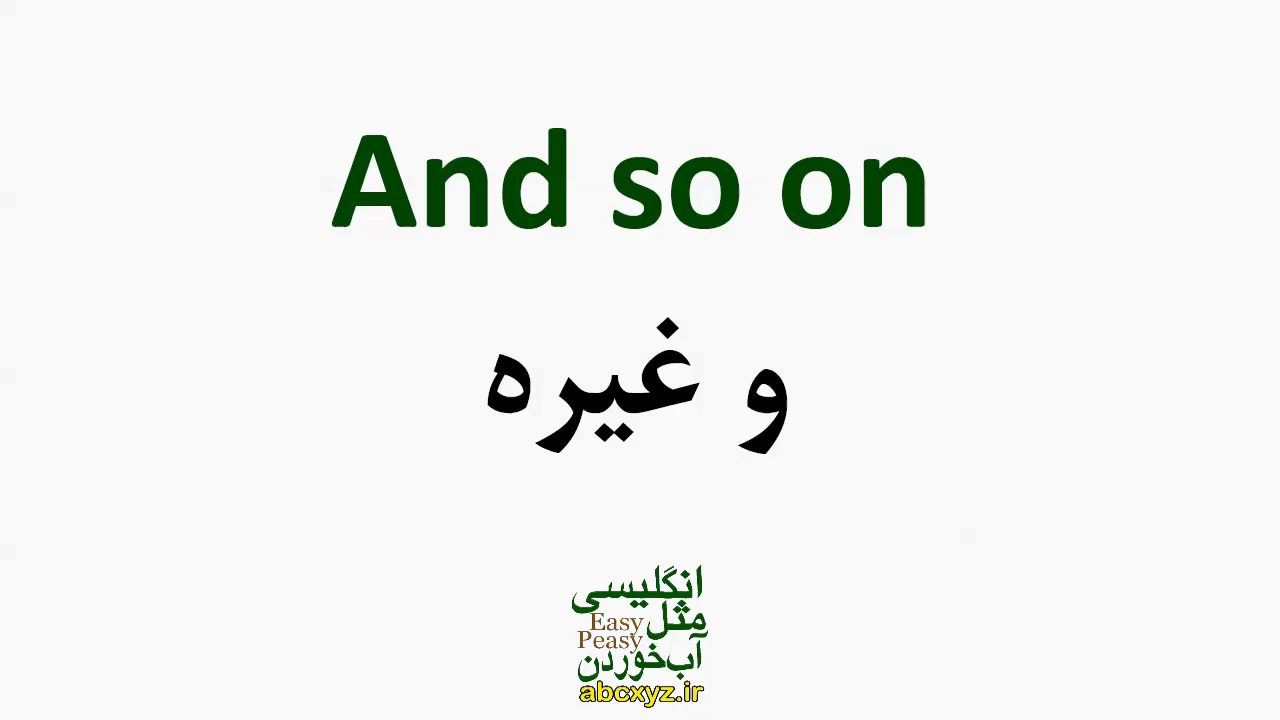 And so on
و غیره
انگلیسی
مثل Easy
Peasy
آب‌خوردن
abcxyz.ir